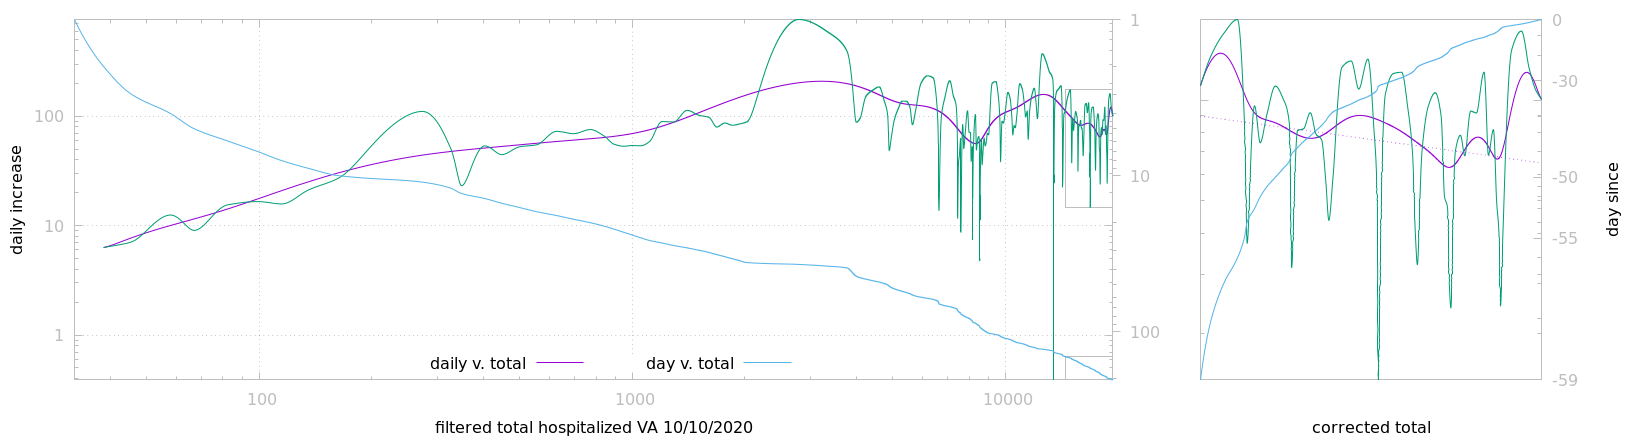 1
0
100
-30
daily increase
10
day since
-50
10
-55
1
100
daily v. total
day v. total
-59
100
1000
10000
filtered total hospitalized VA 10/10/2020
corrected total